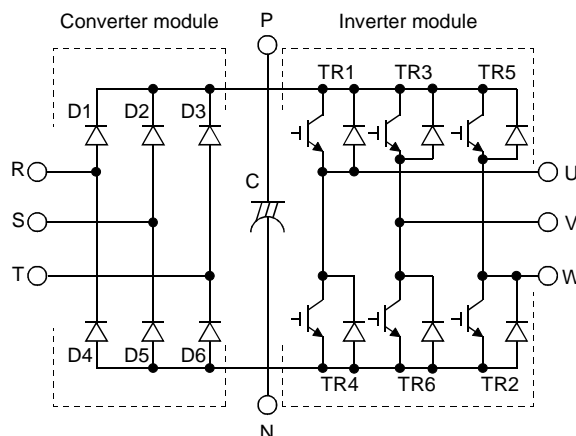 Converter module
P
Inverter module
TR1
TR3
TR5
D1
D2
D3
R
U
C
S
V
T
W
D4
D5
D6
TR4
TR6
TR2
N